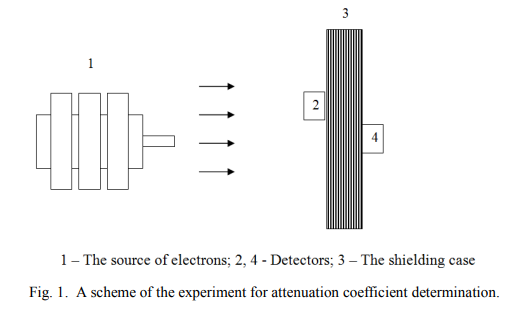 3
1
2
4
1 – The source of electrons; 2, 4 - Detectors; 3 – The shielding case
Fig. 1.  A scheme of the experiment for attenuation coefficient determination.